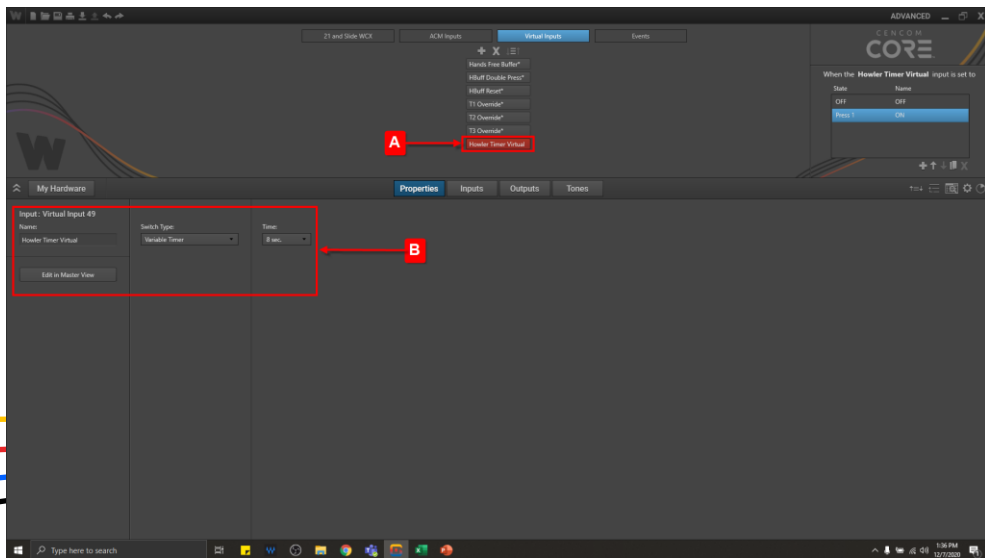 W
ADVANCED
21 and Slide WCX
ACM Inputs
Virtual Inputs
Events
CENCOM
CORE
Hands Free Buffer*
HBuff Double Press*
HBuff Reset*
T1 Override*
T2 Override*
T3 Override*
Howler Timer Virtual
A
When the Howler Timer Virtual input is set to
State Name
OFF OFF
Press 1 ON
W
My Hardware
Properties
Inputs
Outputs
Tones
Input: Virtual Input 49
Name: Switch Type: Time:
Howler Timer Virtual Variable Timer 8 sec.
B
Edit in Master View
Type here to search
1:36 PM
12/7/2020